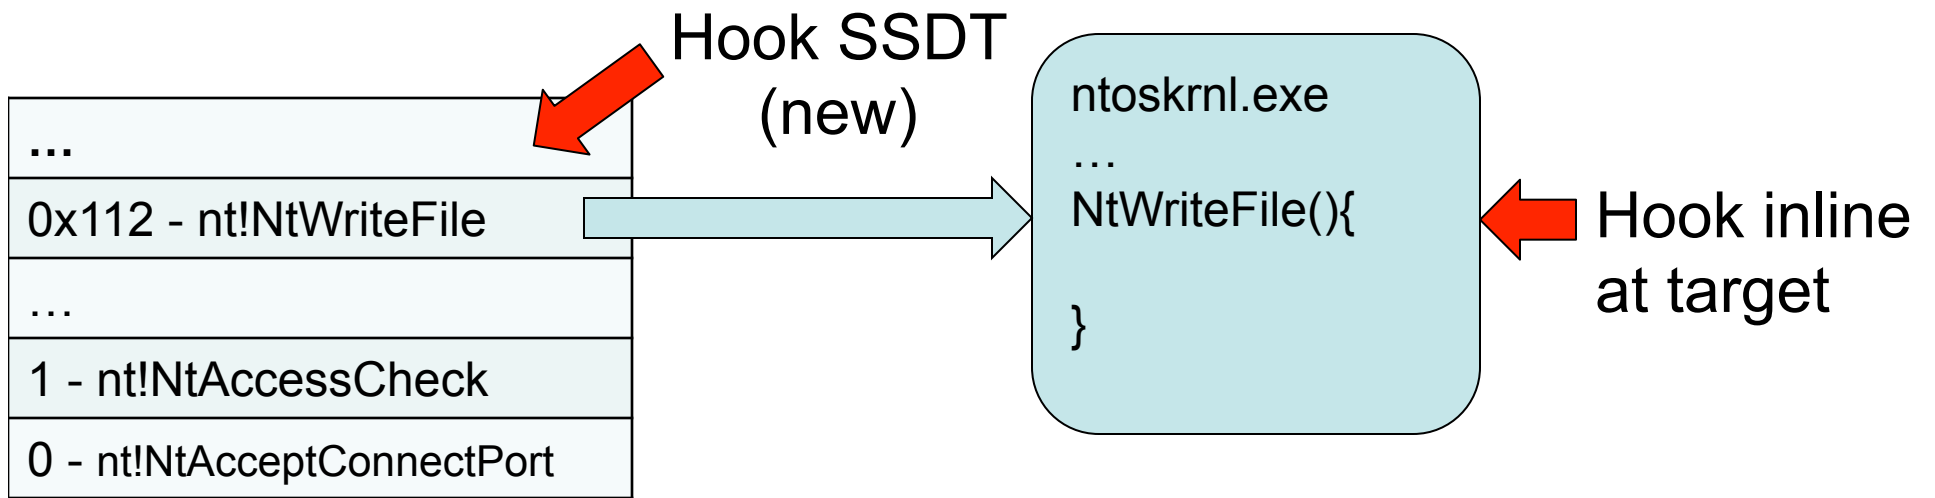 Hook SSDT
(new)
...
0x112 - nt!NtWriteFile
…
1 - nt!NtAccessCheck
0 - nt!NtAcceptConnectPort
ntoskrnl.exe
…
NtWriteFile(){
}
Hook inline
at target